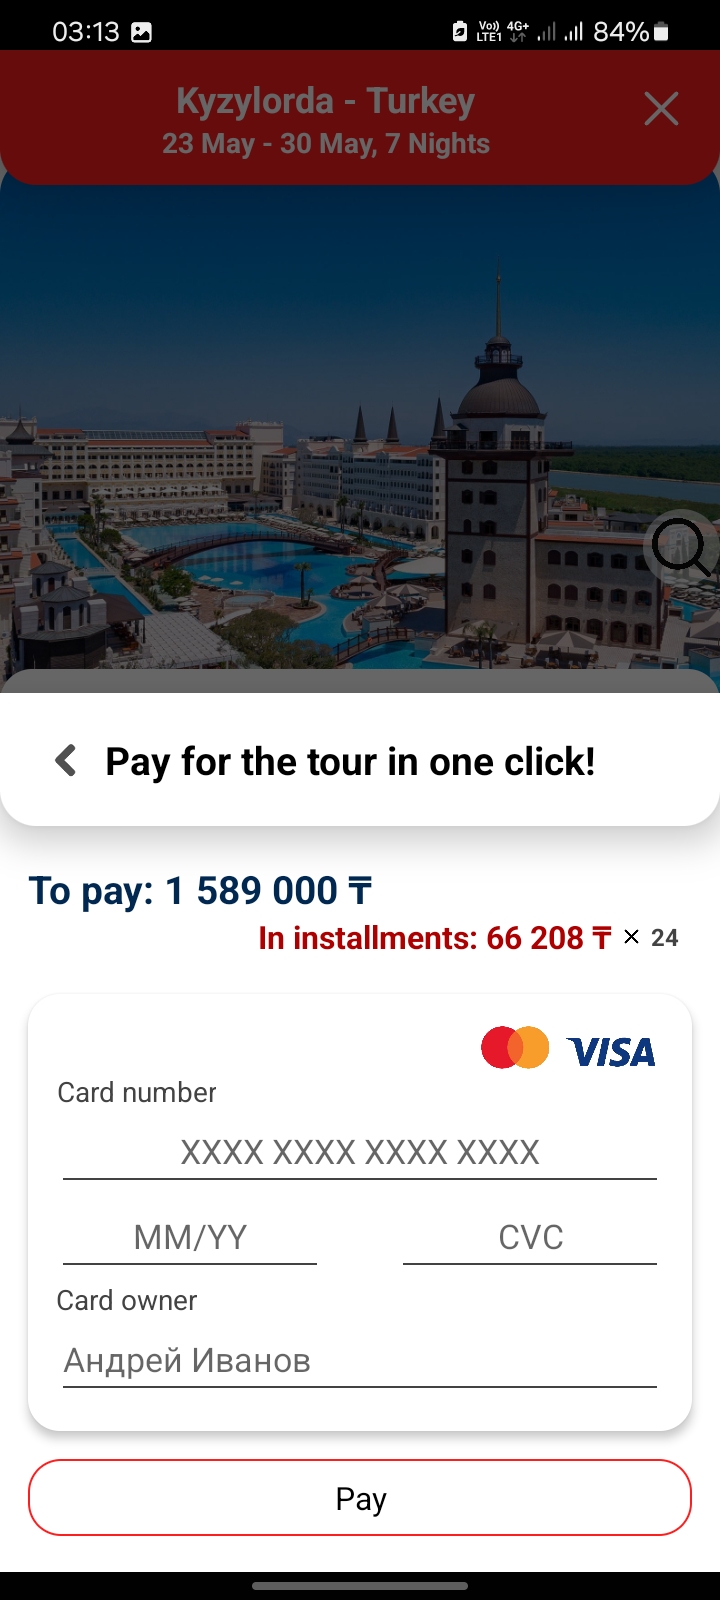 03:13 Vo)) 4G+ LTE1 84%
Kyzylorda - Turkey
23 May - 30 May, 7 Nights
Pay for the tour in one click!
To pay: 1 589 000 ₸
In installments: 66 208 ₸ × 24
VISA
Card number
XXXX XXXX XXXX XXXX
MM/YY CVC
Card owner
Андрей Иванов
Pay